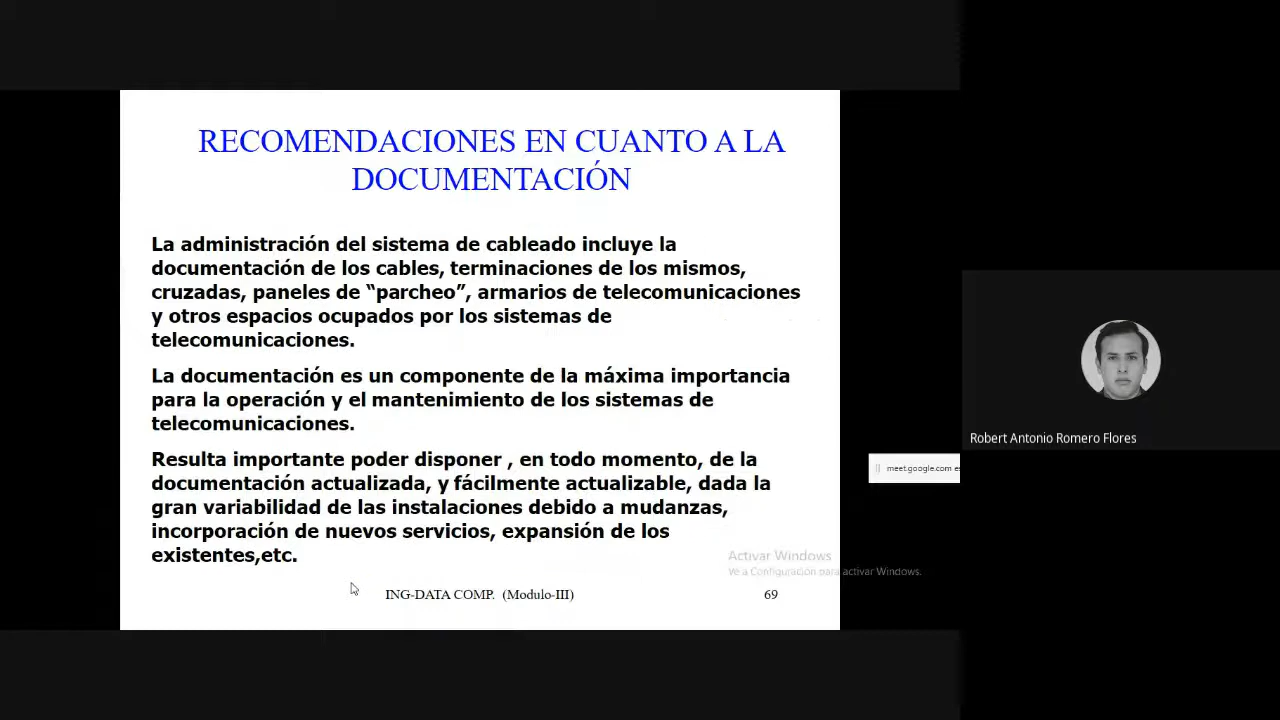 RECOMENDACIONES EN CUANTO A LA
DOCUMENTACIÓN
La administración del sistema de cableado incluye la
documentación de los cables, terminaciones de los mismos,
cruzadas, paneles de “parcheo”, armarios de telecomunicaciones
y otros espacios ocupados por los sistemas de
telecomunicaciones.
La documentación es un componente de la máxima importancia
para la operación y el mantenimiento de los sistemas de
telecomunicaciones.
Resulta importante poder disponer , en todo momento, de la
documentación actualizada, y fácilmente actualizable, dada la
gran variabilidad de las instalaciones debido a mudanzas,
incorporación de nuevos servicios, expansión de los
existentes,etc.
ING-DATA COMP. (Modulo-III)
69
Activar Windows
Ve a Configuración para activar Windows.
meet.google.com es
Robert Antonio Romero Flores